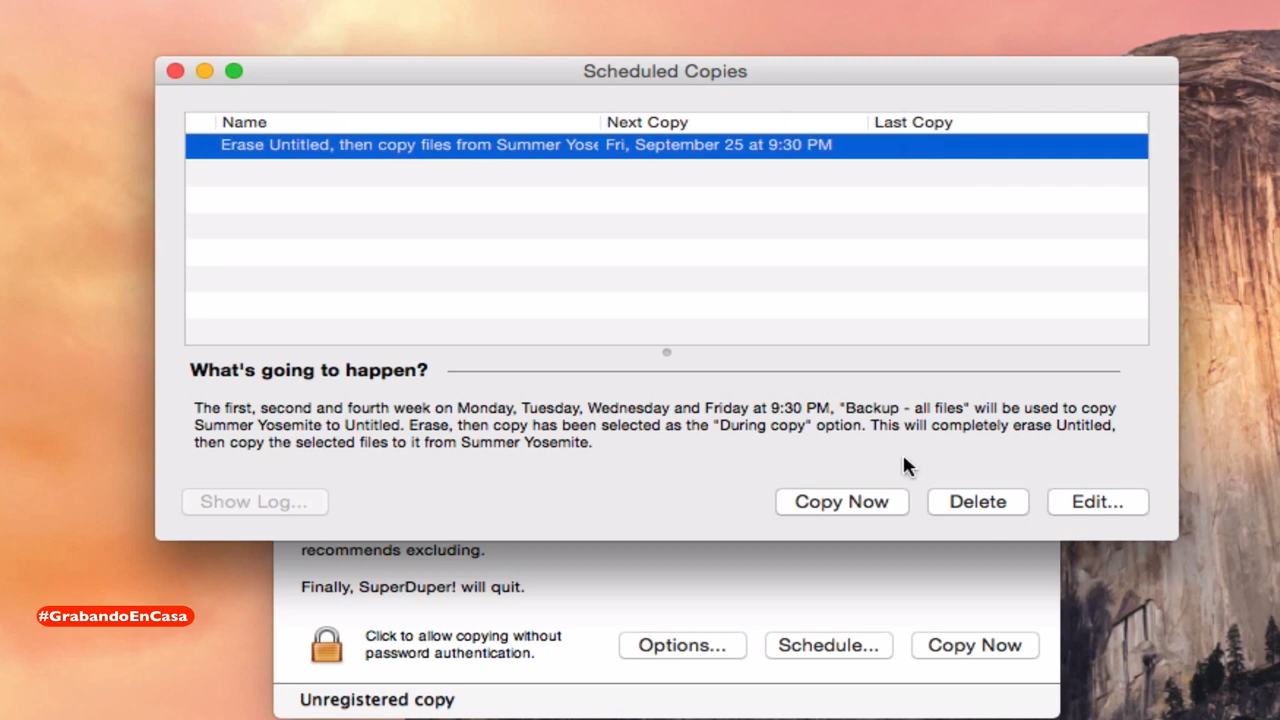 Scheduled Copies
Name Next Copy Last Copy
Erase Untitled, then copy files from Summer Fri, September 25 at 9:30 PM
What's going to happen?
The first, second and fourth week on Monday, Tuesday, Wednesday and Friday at 9:30 PM, "Backup - all files" will be used to copy
Summer Yosemite to Untitled. Erase, then copy has been selected as the "During copy" option. This will completely erase Untitled,
then copy the selected files to it from Summer Yosemite.
Show Log... Copy Now Delete Edit...
recommends excluding.
Finally, SuperDuper! will quit.
#GrabandoEnCasa
Click to allow copying without
password authentication.
Options... Schedule... Copy Now
Unregistered copy